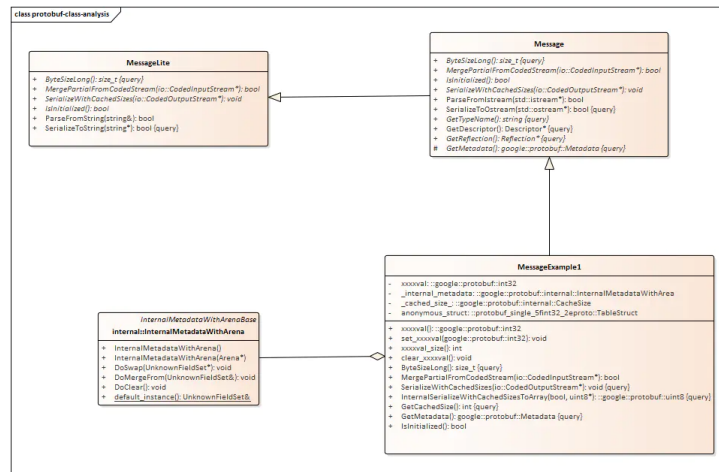 class protobuf-class-analysis
MessageLite
+ ByteSizeLong(): size_t {query}
+ MergePartialFromCodedStream(io::CodedInputStream*): bool
+ SerializeWithCachedSizes(io::CodedOutputStream*): void
+ IsInitialized(): bool
+ ParseFromString(string&): bool
+ SerializeToString(string*): bool {query}
Message
+ ByteSizeLong(): size_t {query}
+ MergePartialFromCodedStream(io::CodedInputStream*): bool
+ IsInitialized(): bool
+ SerializeWithCachedSizes(io::CodedOutputStream*): void
+ ParseFromIstream(std::istream*): bool
+ SerializeToOstream(std::ostream*): bool {query}
+ GetTypeName(): string {query}
+ GetDescriptor(): Descriptor* {query}
+ GetReflection(): Reflection* {query}
# GetMetadata(): google::protobuf::Metadata {query}
InternalMetadataWithArenaBase
internal::InternalMetadataWithArena
+ InternalMetadataWithArena()
+ InternalMetadataWithArena(Arena*)
+ DoSwap(UnknownFieldSet*): void
+ DoMergeFrom(UnknownFieldSet&): void
+ DoClear(): void
+ default_instance(): UnknownFieldSet&
MessageExample1
- xxxxval: ::google::protobuf::int32
- _internal_metadata: ::google::protobuf::internal::InternalMetadataWithArea
- _cached_size_: ::google::protobuf::internal::CacheSize
- anonymous_struct: ::protobuf_single_5fint32_2eproto::TableStruct
+ xxxxval(): ::google::protobuf::int32
+ set_xxxxval(google::protobuf::int32): void
+ xxxxval_size(): int
+ clear_xxxxval(): void
+ ByteSizeLong(): size_t {query}
+ MergePartialFromCodedStream(io::CodedInputStream*): bool
+ SerializeWithCachedSizes(io::CodedOutputStream*): void {query}
+ InternalSerializeWithCachedSizesToArray(bool, uint8*): ::google::protobuf::uint8 {query}
+ GetCachedSize(): int {query}
+ GetMetadata(): google::protobuf::Metadata {query}
+ IsInitialized(): bool